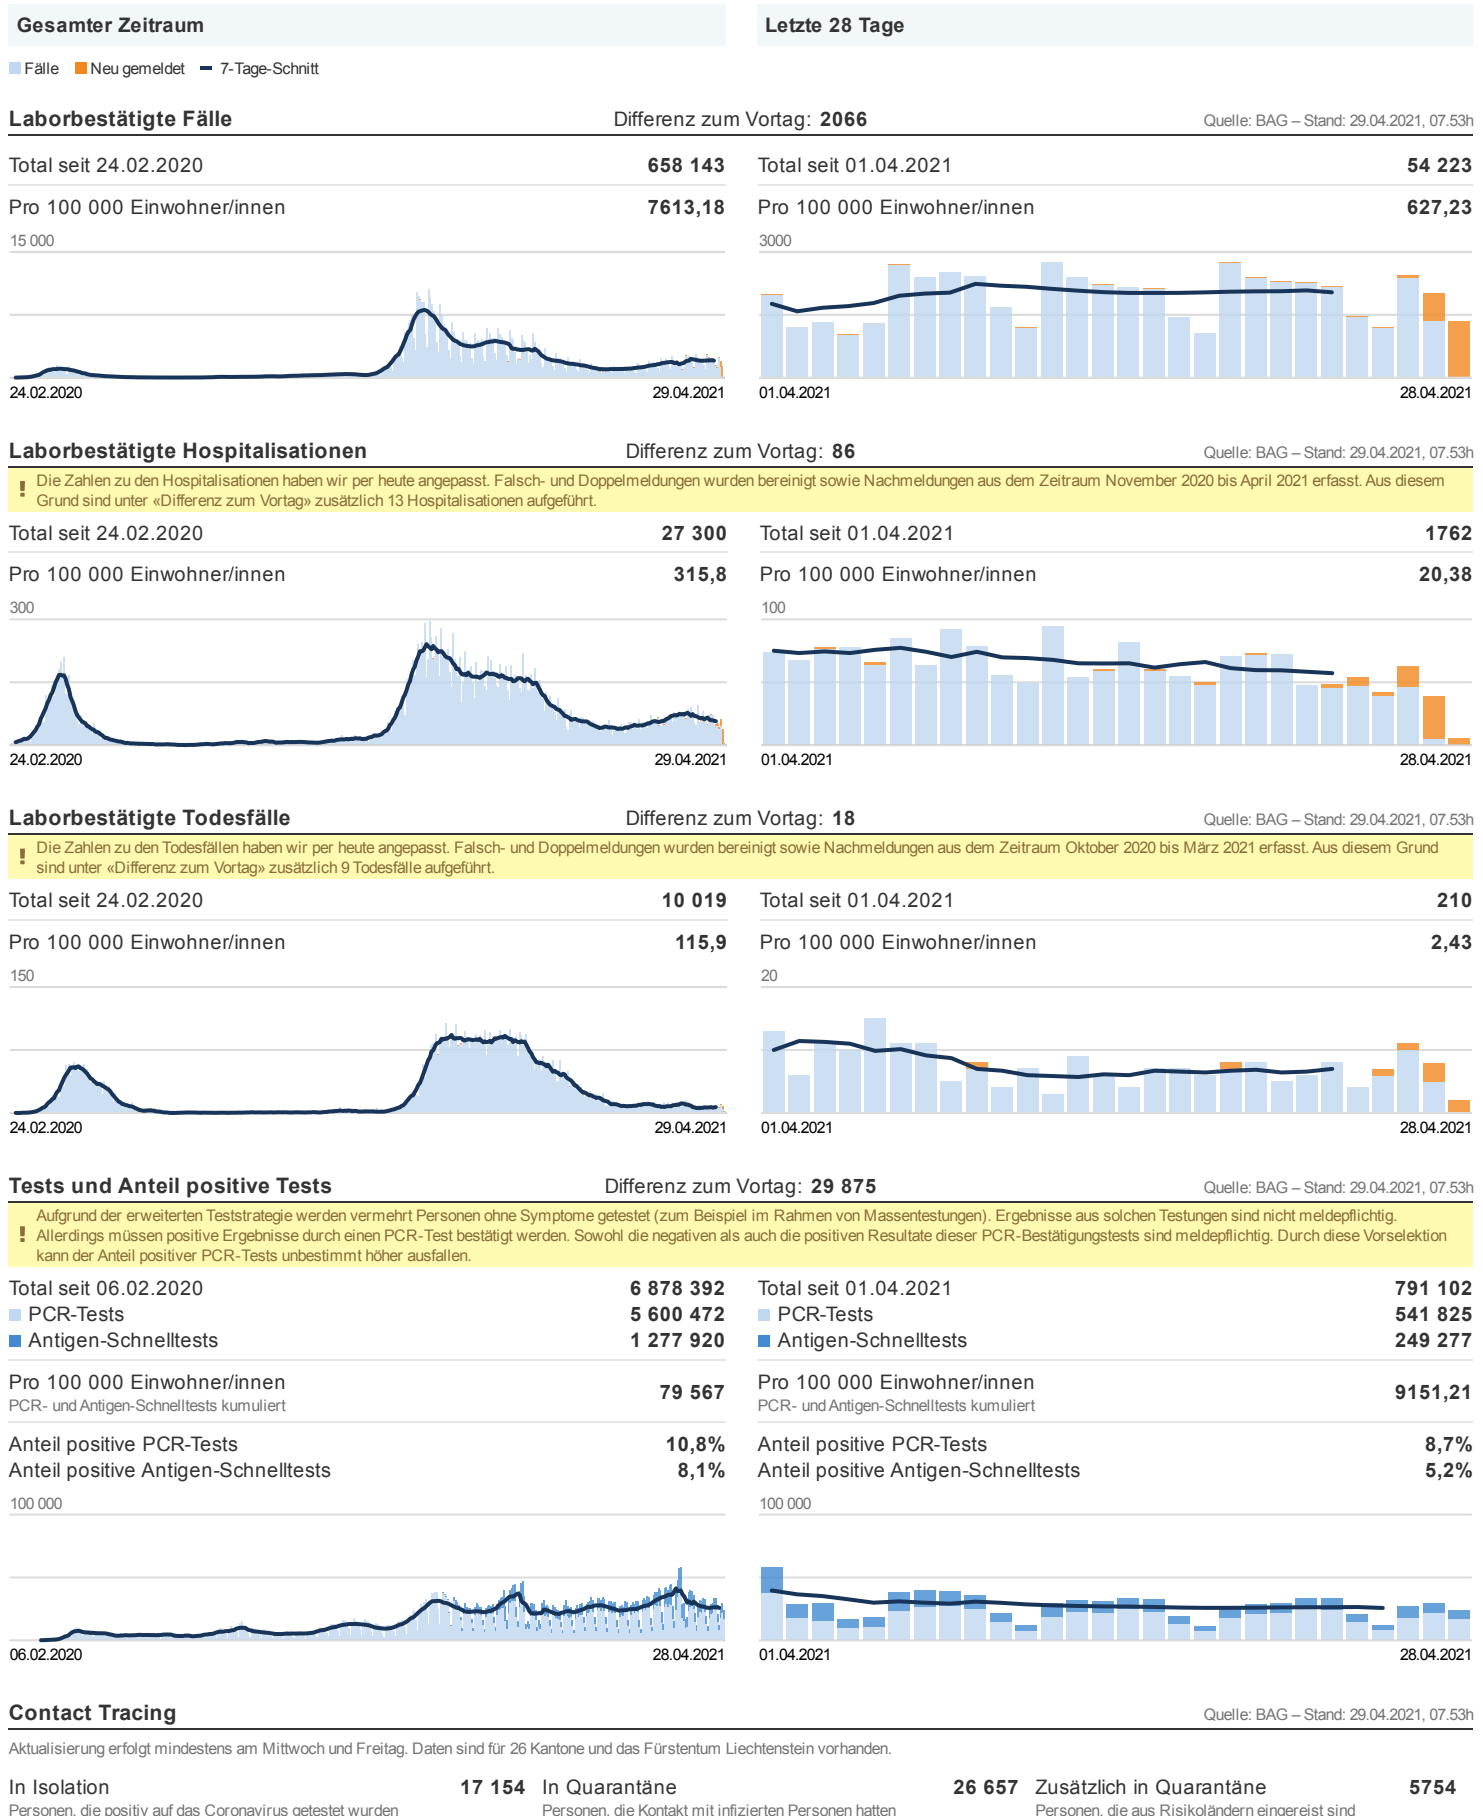 Gesamter Zeitraum
Letzte 28 Tage
Fälle Neu gemeldet 7-Tage-Schnitt
Laborbestätigte Fälle Differenz zum Vortag: 2066 Quelle: BAG – Stand: 29.04.2021, 07.53h
Total seit 24.02.2020 658 143
Total seit 01.04.2021 54 223
Pro 100 000 Einwohner/innen 7613,18
Pro 100 000 Einwohner/innen 627,23
15 000
3000
24.02.2020 29.04.2021
01.04.2021 28.04.2021
Laborbestätigte Hospitalisationen Differenz zum Vortag: 86 Quelle: BAG – Stand: 29.04.2021, 07.53h
! Die Zahlen zu den Hospitalisationen haben wir per heute angepasst. Falsch- und Doppelmeldungen wurden bereinigt sowie Nachmeldungen aus dem Zeitraum November 2020 bis April 2021 erfasst. Aus diesem
Grund sind unter «Differenz zum Vortag» zusätzlich 13 Hospitalisationen aufgeführt.
Total seit 24.02.2020 27 300
Total seit 01.04.2021 1762
Pro 100 000 Einwohner/innen 315,8
Pro 100 000 Einwohner/innen 20,38
300
100
24.02.2020 29.04.2021
01.04.2021 28.04.2021
Laborbestätigte Todesfälle Differenz zum Vortag: 18 Quelle: BAG – Stand: 29.04.2021, 07.53h
! Die Zahlen zu den Todesfällen haben wir per heute angepasst. Falsch- und Doppelmeldungen wurden bereinigt sowie Nachmeldungen aus dem Zeitraum Oktober 2020 bis März 2021 erfasst. Aus diesem Grund
sind unter «Differenz zum Vortag» zusätzlich 9 Todesfälle aufgeführt.
Total seit 24.02.2020 10 019
Total seit 01.04.2021 210
Pro 100 000 Einwohner/innen 115,9
Pro 100 000 Einwohner/innen 2,43
150
20
24.02.2020 29.04.2021
01.04.2021 28.04.2021
Tests und Anteil positive Tests Differenz zum Vortag: 29 875 Quelle: BAG – Stand: 29.04.2021, 07.53h
Aufgrund der erweiterten Teststrategie werden vermehrt Personen ohne Symptome getestet (zum Beispiel im Rahmen von Massentestungen). Ergebnisse aus solchen Testungen sind nicht meldepflichtig.
! Allerdings müssen positive Ergebnisse durch einen PCR-Test bestätigt werden. Sowohl die negativen als auch die positiven Resultate dieser PCR-Bestätigungstests sind meldepflichtig. Durch diese Vorselektion
kann der Anteil positiver PCR-Tests unbestimmt höher ausfallen.
Total seit 06.02.2020 6 878 392
PCR-Tests 5 600 472
Antigen-Schnelltests 1 277 920
Total seit 01.04.2021 791 102
PCR-Tests 541 825
Antigen-Schnelltests 249 277
Pro 100 000 Einwohner/innen 79 567
PCR- und Antigen-Schnelltests kumuliert
Pro 100 000 Einwohner/innen 9151,21
PCR- und Antigen-Schnelltests kumuliert
Anteil positive PCR-Tests 10,8%
Anteil positive Antigen-Schnelltests 8,1%
Anteil positive PCR-Tests 8,7%
Anteil positive Antigen-Schnelltests 5,2%
100 000
100 000
06.02.2020 28.04.2021
01.04.2021 28.04.2021
Contact Tracing Quelle: BAG – Stand: 29.04.2021, 07.53h
Aktualisierung erfolgt mindestens am Mittwoch und Freitag. Daten sind für 26 Kantone und das Fürstentum Liechtenstein vorhanden.
In Isolation 17 154
Personen, die positiv auf das Coronavirus getestet wurden
In Quarantäne 26 657
Personen, die Kontakt mit infizierten Personen hatten
Zusätzlich in Quarantäne 5754
Personen, die aus Risikoländern eingereist sind